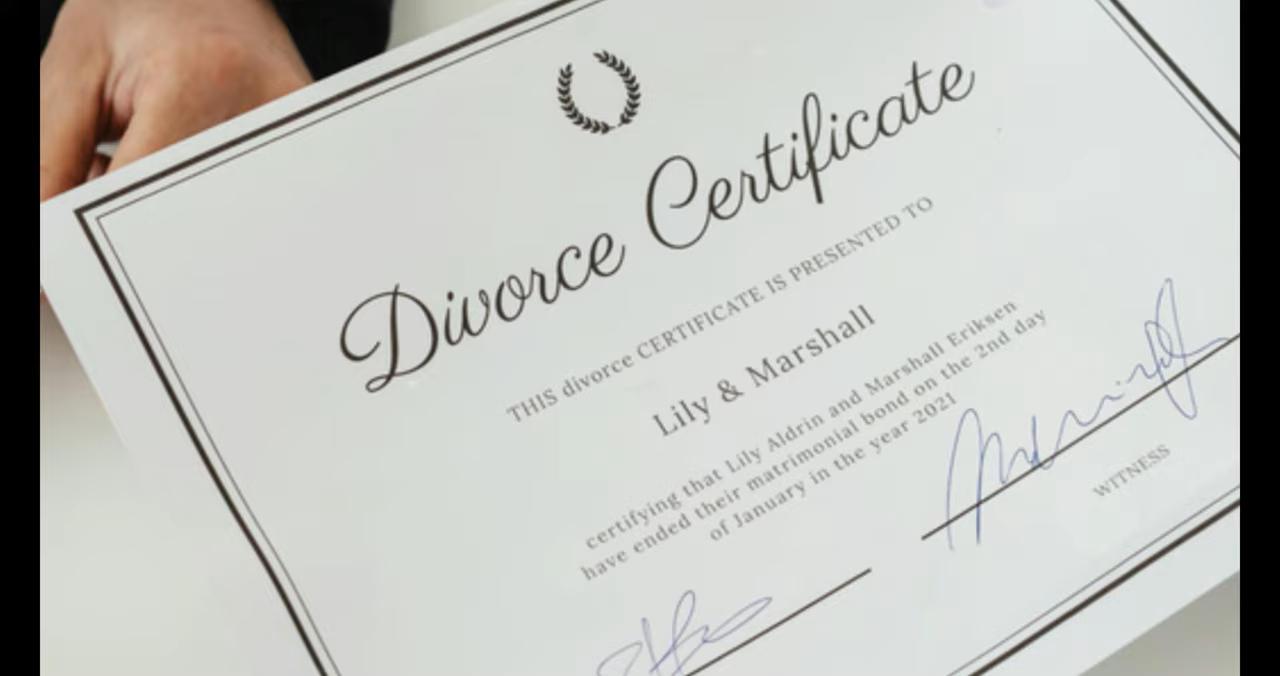 Divorce Certificate
THIS divorce CERTIFICATE IS PRESENTED TO
Lily & Marshall
certifying that Lily Aldrin and Marshall Eriksen
have ended their matrimonial bond on the 2nd day
of January in the year 2021
WITNESS